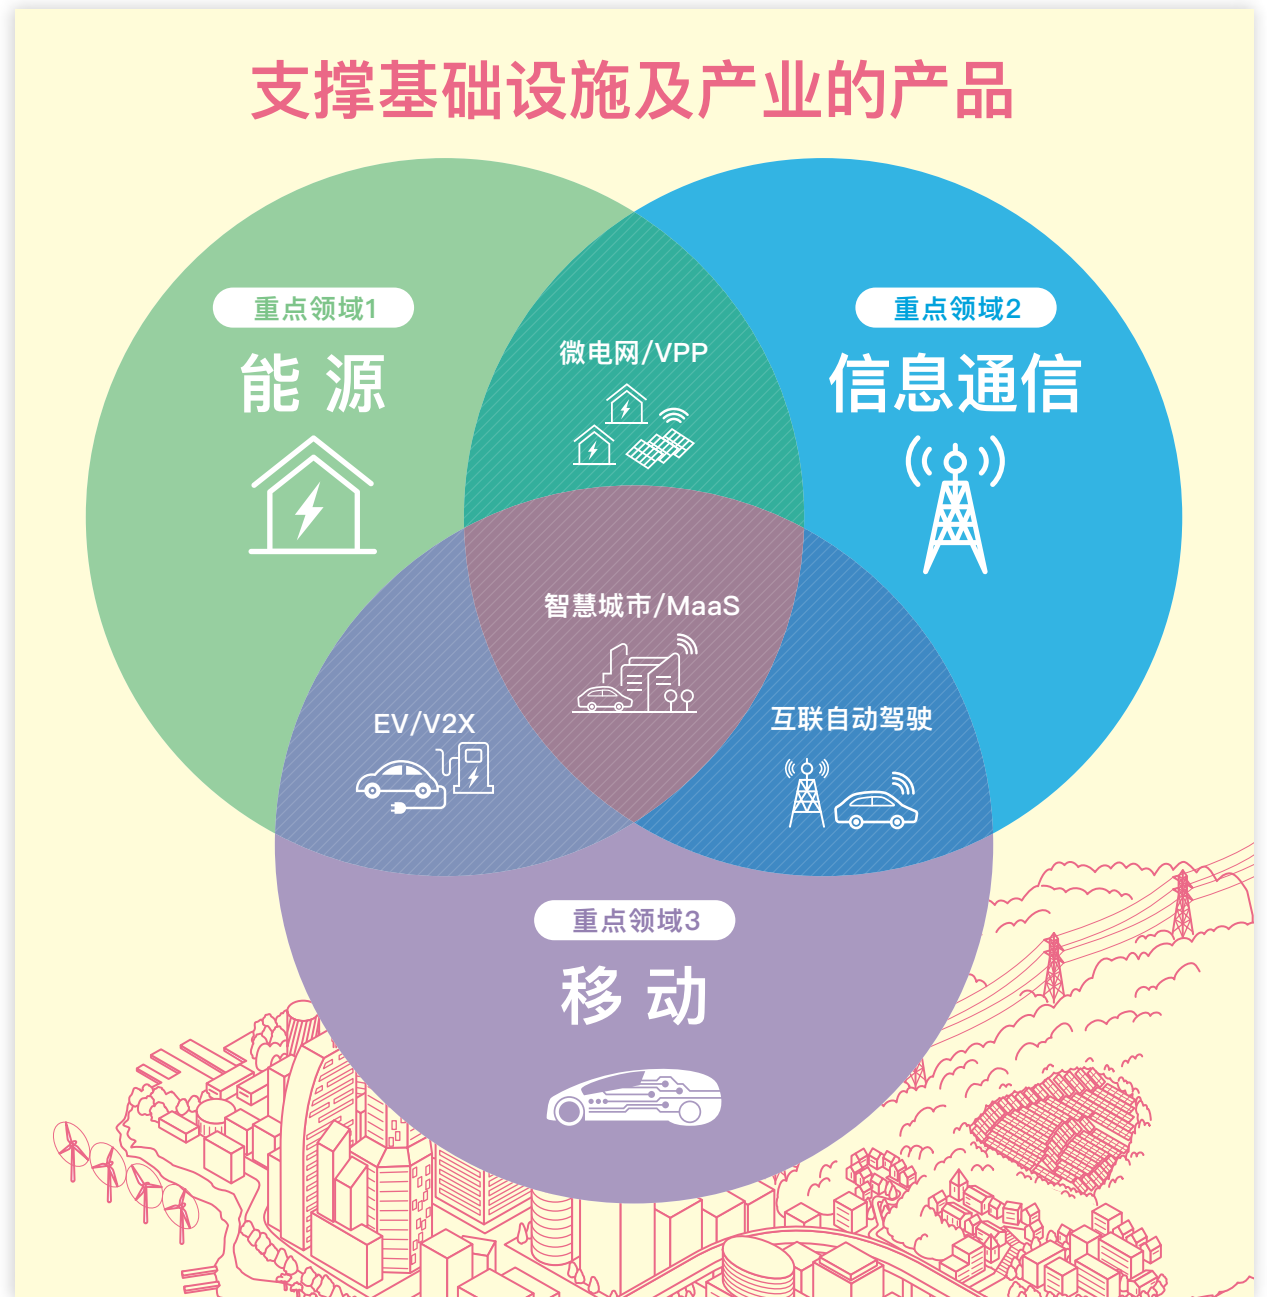 支撑基础设施及产业的产品
重点领域1
能 源
重点领域2
信息通信
微电网/VPP
智慧城市/MaaS
EV/V2X
互联自动驾驶
重点领域3
移 动